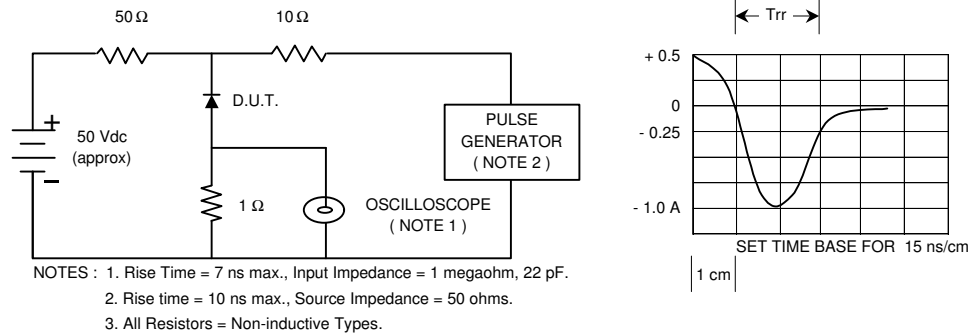 50 Ω
10 Ω
D.U.T.
+
50 Vdc
(approx)
−
1 Ω
OSCILLOSCOPE
( NOTE 1 )
PULSE
GENERATOR
( NOTE 2 )
NOTES : 1. Rise Time = 7 ns max., Input Impedance = 1 megaohm, 22 pF.
2. Rise time = 10 ns max., Source Impedance = 50 ohms.
3. All Resistors = Non-inductive Types.
Trr
+ 0.5
0
- 0.25
- 1.0 A
SET TIME BASE FOR 15 ns/cm
1 cm